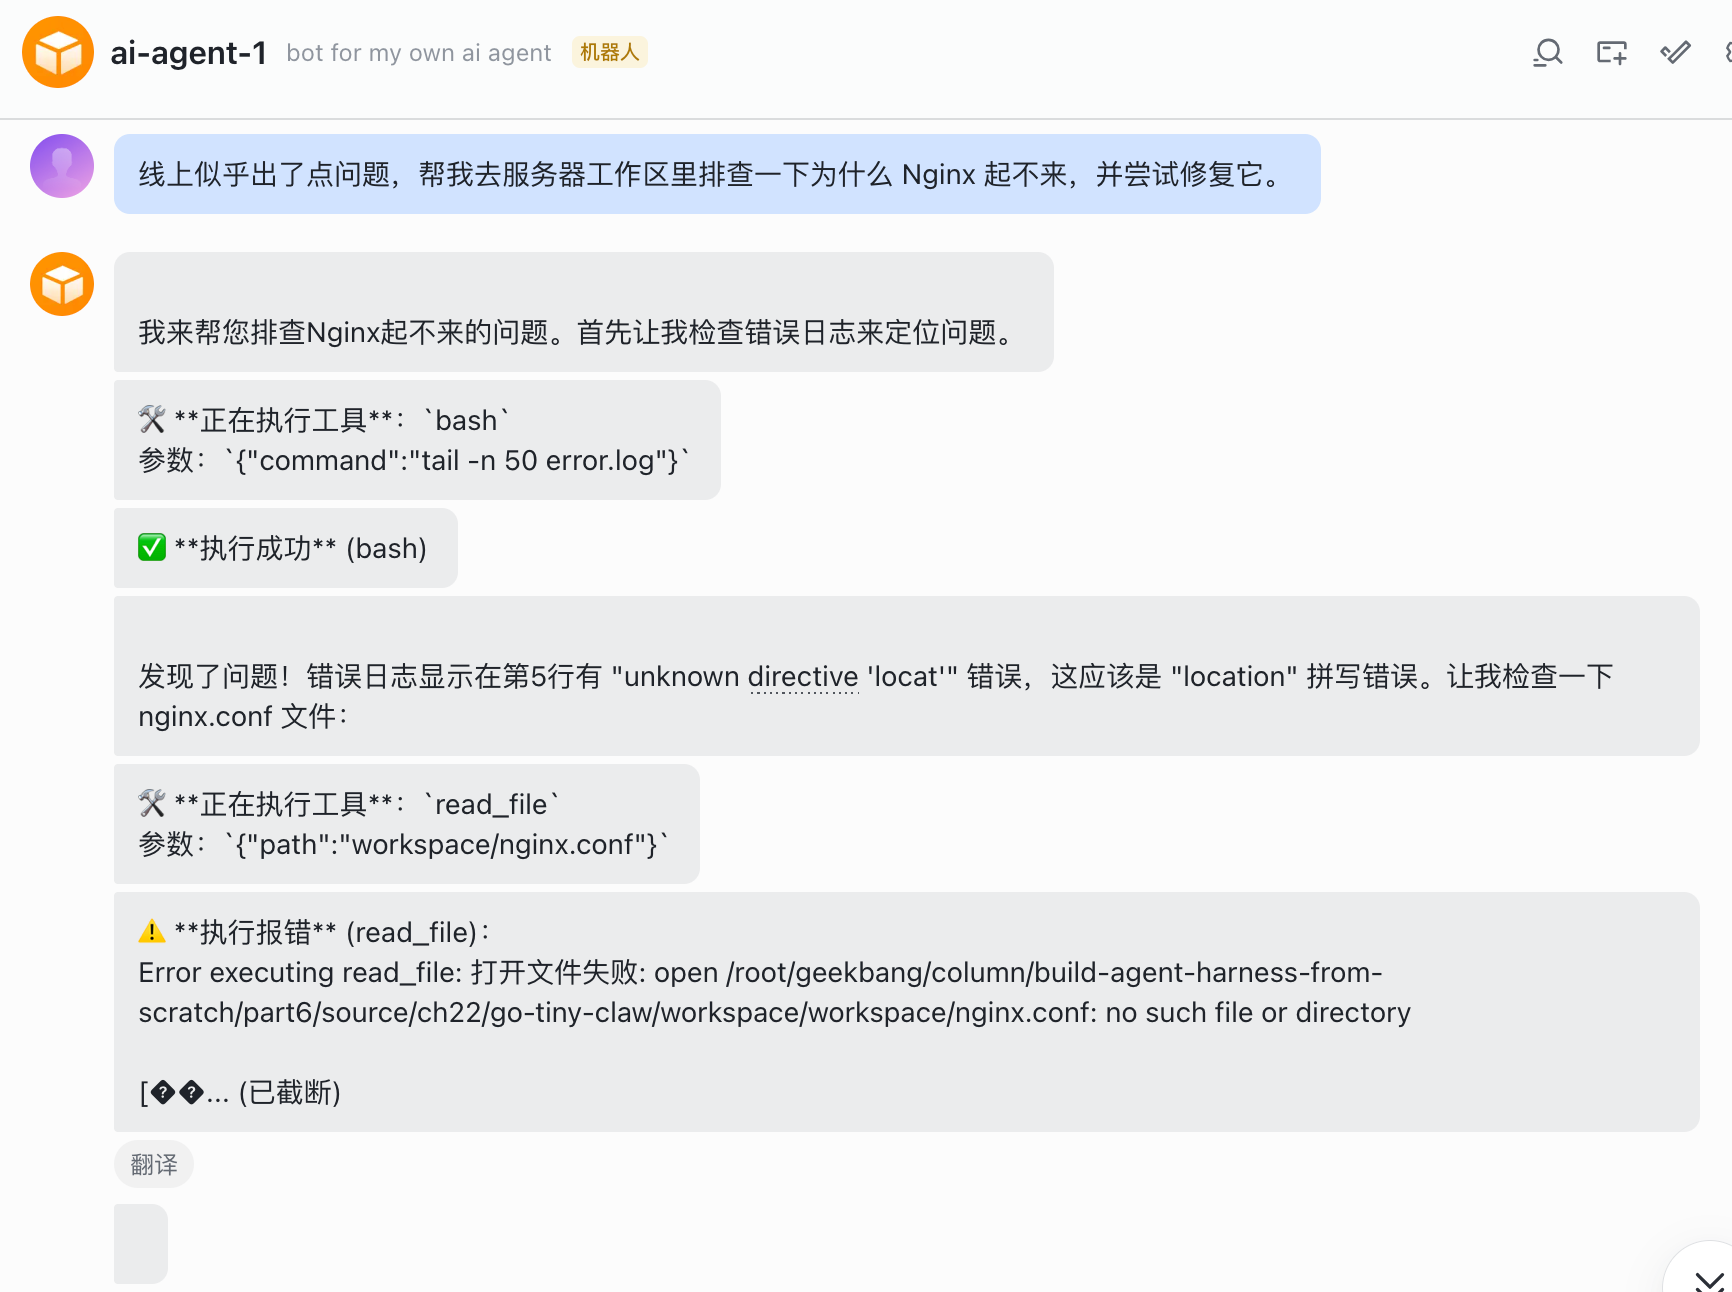 ai-agent-1 bot for my own ai agent 机器人
线上似乎出了点问题，帮我去服务器工作区里排查一下为什么 Nginx 起不来，并尝试修复它。
我来帮您排查Nginx起不来的问题。首先让我检查错误日志来定位问题。
🛠️ **正在执行工具**：`bash`
参数：`{"command":"tail -n 50 error.log"}`
✅ **执行成功** (bash)
发现了问题！错误日志显示在第5行有 "unknown directive 'locat'" 错误，这应该是 "location" 拼写错误。让我检查一下
nginx.conf 文件：
🛠️ **正在执行工具**：`read_file`
参数：`{"path":"workspace/nginx.conf"}`
⚠️ **执行报错** (read_file)：
Error executing read_file: 打开文件失败: open /root/geekbang/column/build-agent-harness-from-
scratch/part6/source/ch22/go-tiny-claw/workspace/workspace/nginx.conf: no such file or directory
[��... (已截断)
翻译